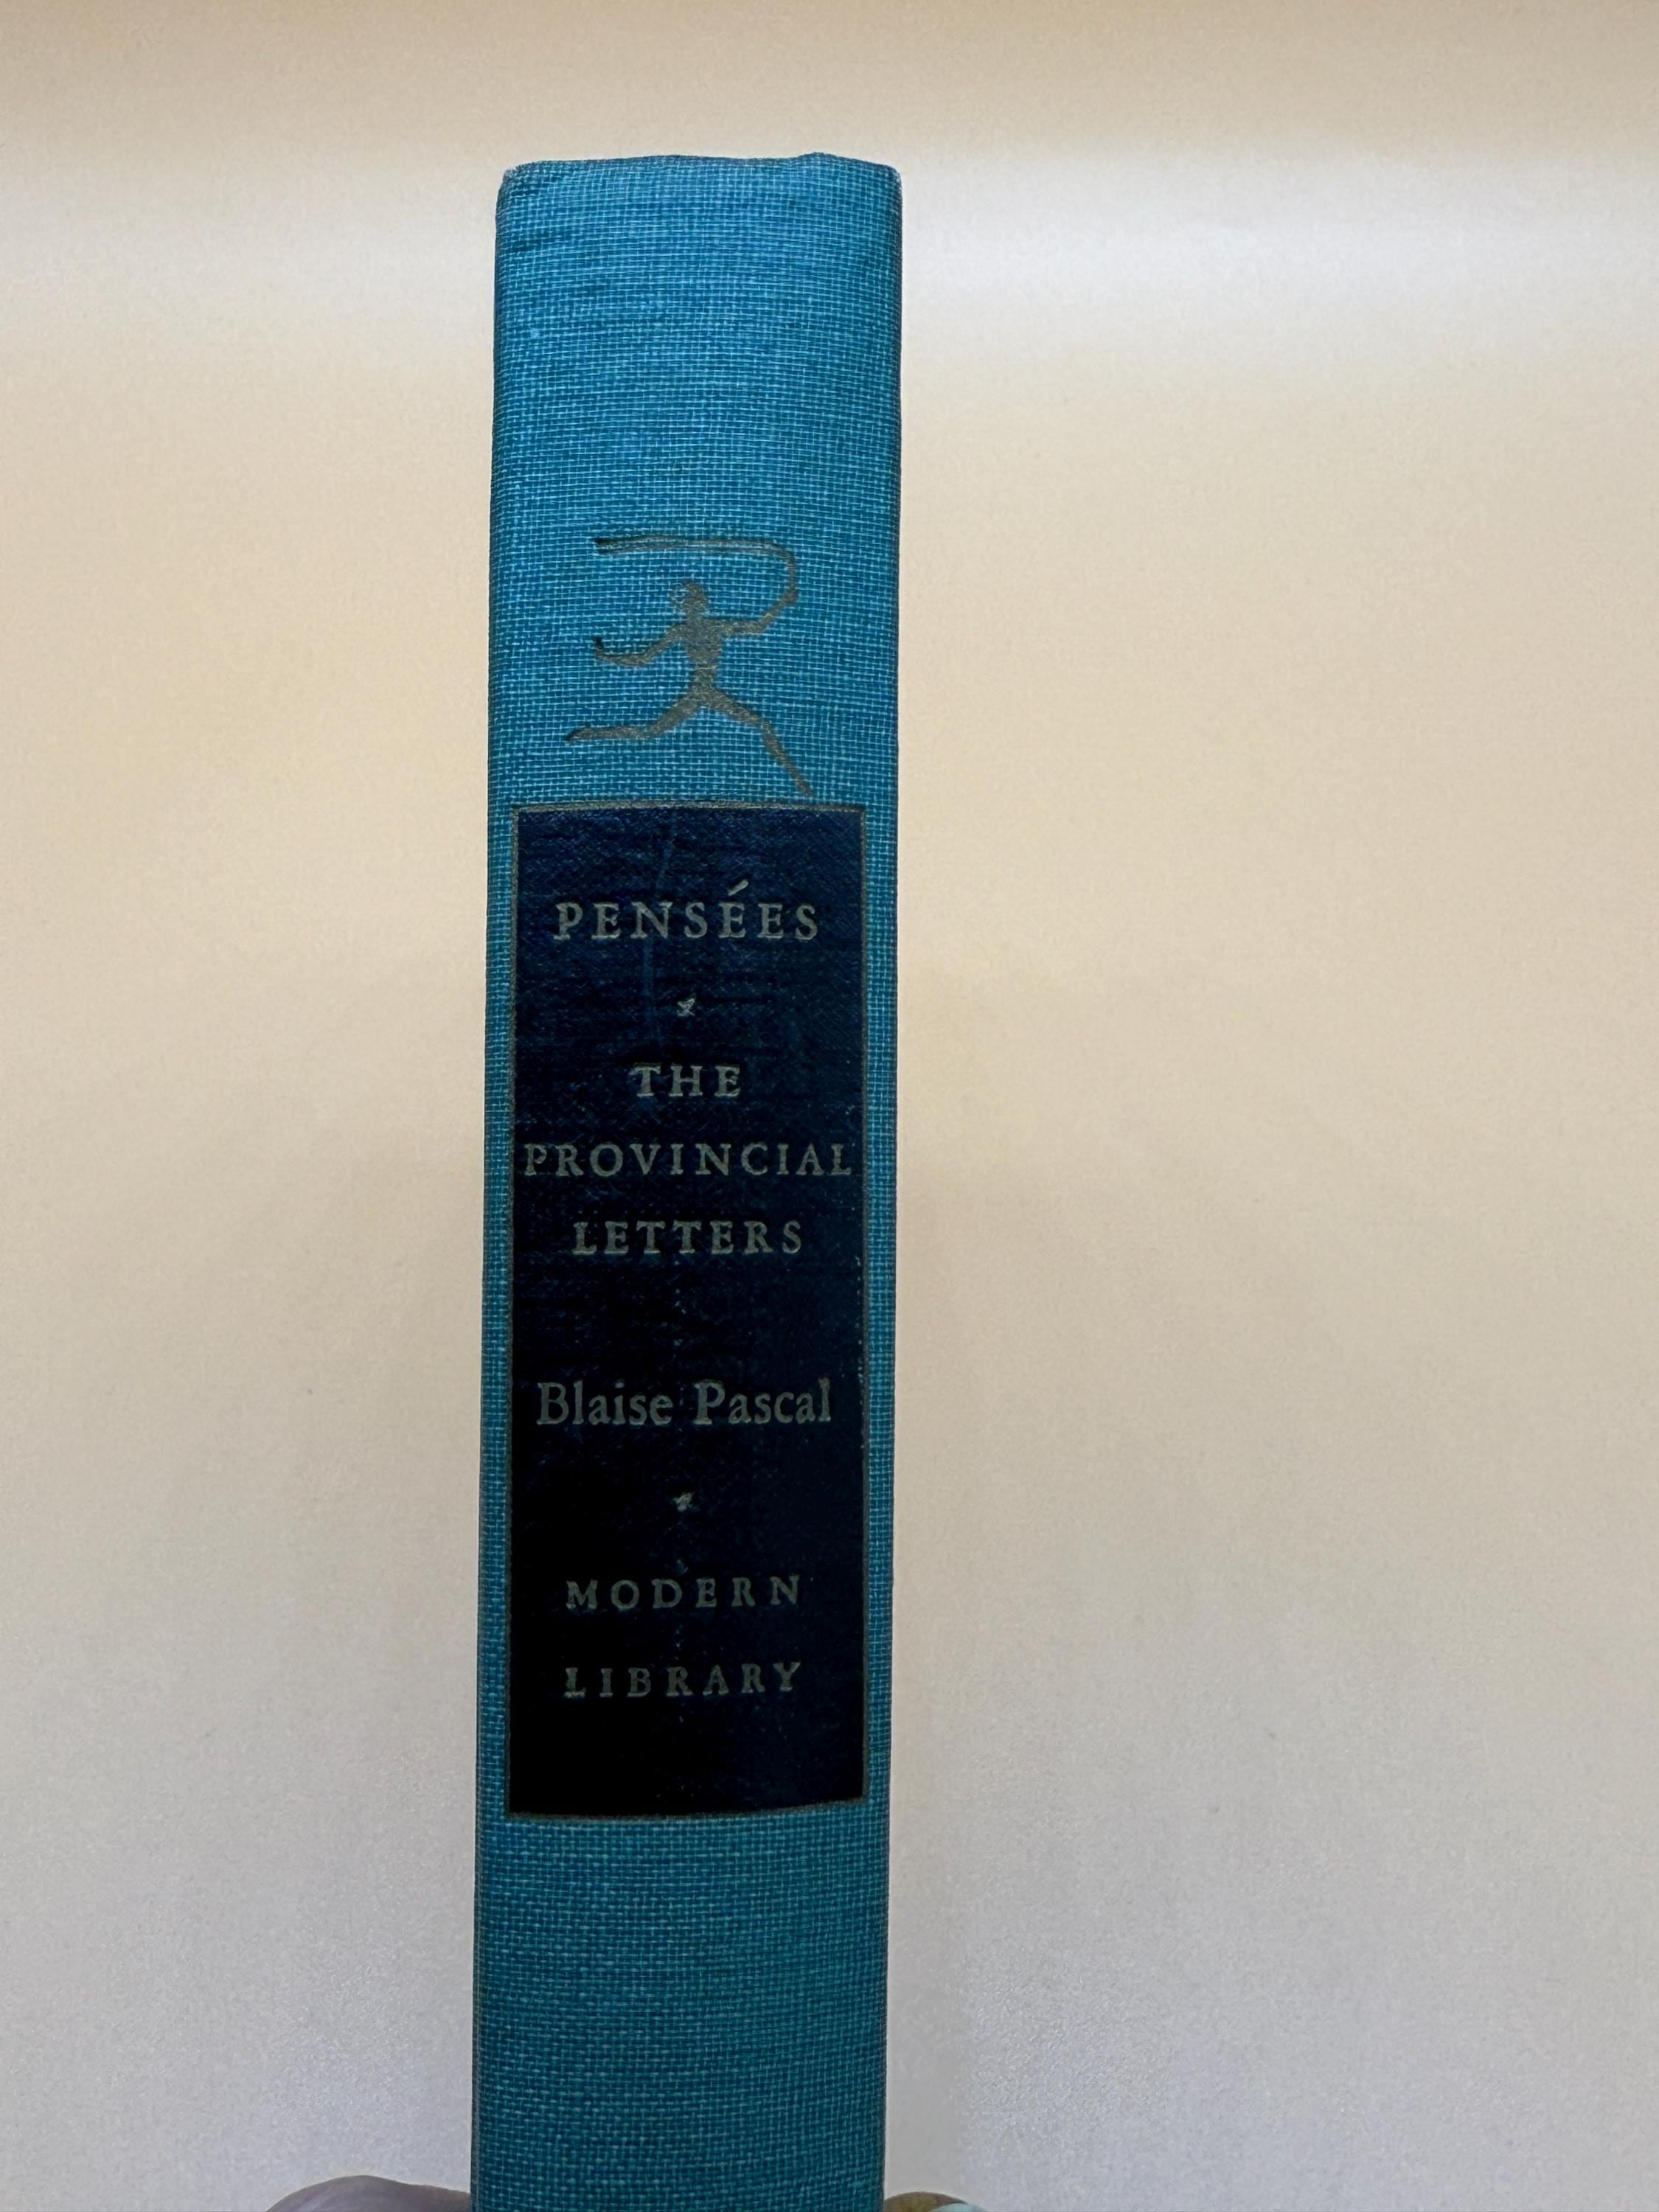 PENSÉES
THE
PROVINCIAL
LETTERS
Blaise Pascal
MODERN
LIBRARY